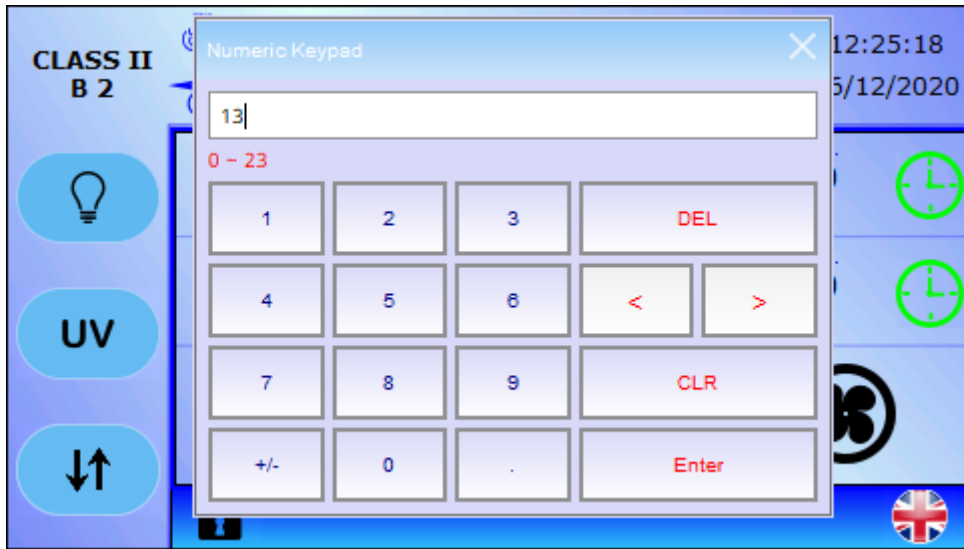 CLASS II
B 2
Numeric Keypad
12:25:18
/12/2020
13
0 ~ 23
1 2 3 DEL
4 5 6 < >
UV
7 8 9 CLR
+/- 0 . Enter